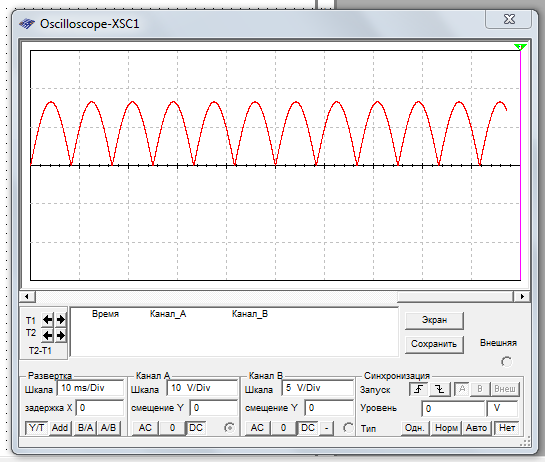 Oscilloscope-XSC1
Время Канал_А Канал_В
T1
T2
T2-T1
Экран
Сохранить
Внешняя
Развертка Канал А Канал В Синхронизация
Шкала 10 ms/Div Шкала 10 V/Div Шкала 5 V/Div Запуск A B Внеш
задержка X 0 смещение Y 0 смещение Y 0 Уровень 0 V
Y/T Add B/A A/B AC 0 DC AC 0 DC - Тип Одн. Норм Авто Нет